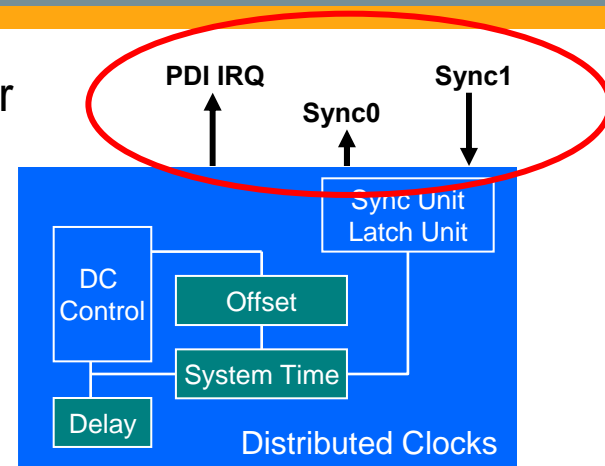 r
PDI IRQ
Sync0
Sync1
Sync Unit
Latch Unit
DC
Control
Offset
System Time
Delay
Distributed Clocks